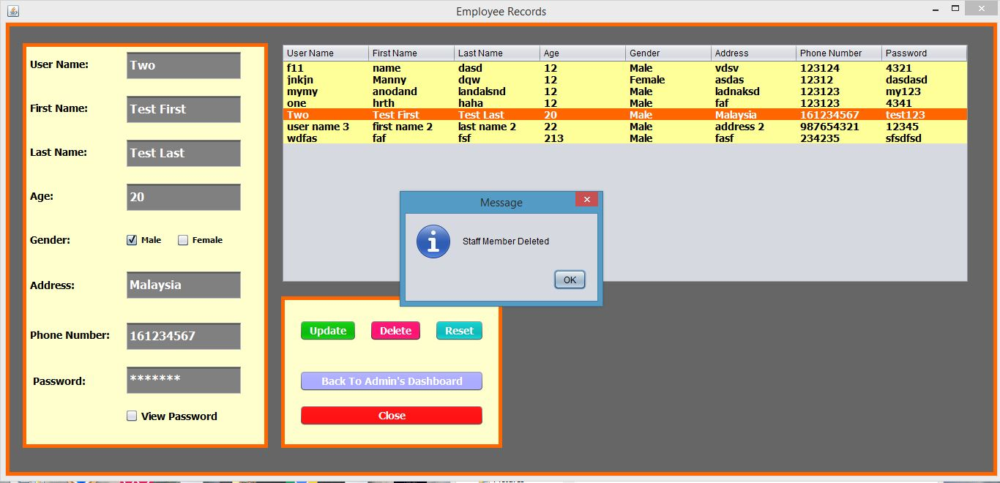 Employee Records
User Name: Two
First Name: Test First
Last Name: Test Last
Age: 20
Gender: Male Female
Address: Malaysia
Phone Number: 161234567
Password: *******
View Password
User Name First Name Last Name Age Gender Address Phone Number Password
f11 name dasd 12 Male vdsv 123124 4321
jnkjn Manny dqw 12 Female asdas 12312 dasdasd
mymy anodand landalsnd 12 Male ladnaksd 123123 my123
one hrth haha 12 Male faf 123123 4341
Two Test First Test Last 20 Male Malaysia 161234567 test123
user name 3 first name 2 last name 2 22 Male address 2 987654321 12345
wdfas faf fsf 213 Male fasf 234235 sfsdfsd
Message
Staff Member Deleted
OK
Update Delete Reset
Back To Admin's Dashboard
Close